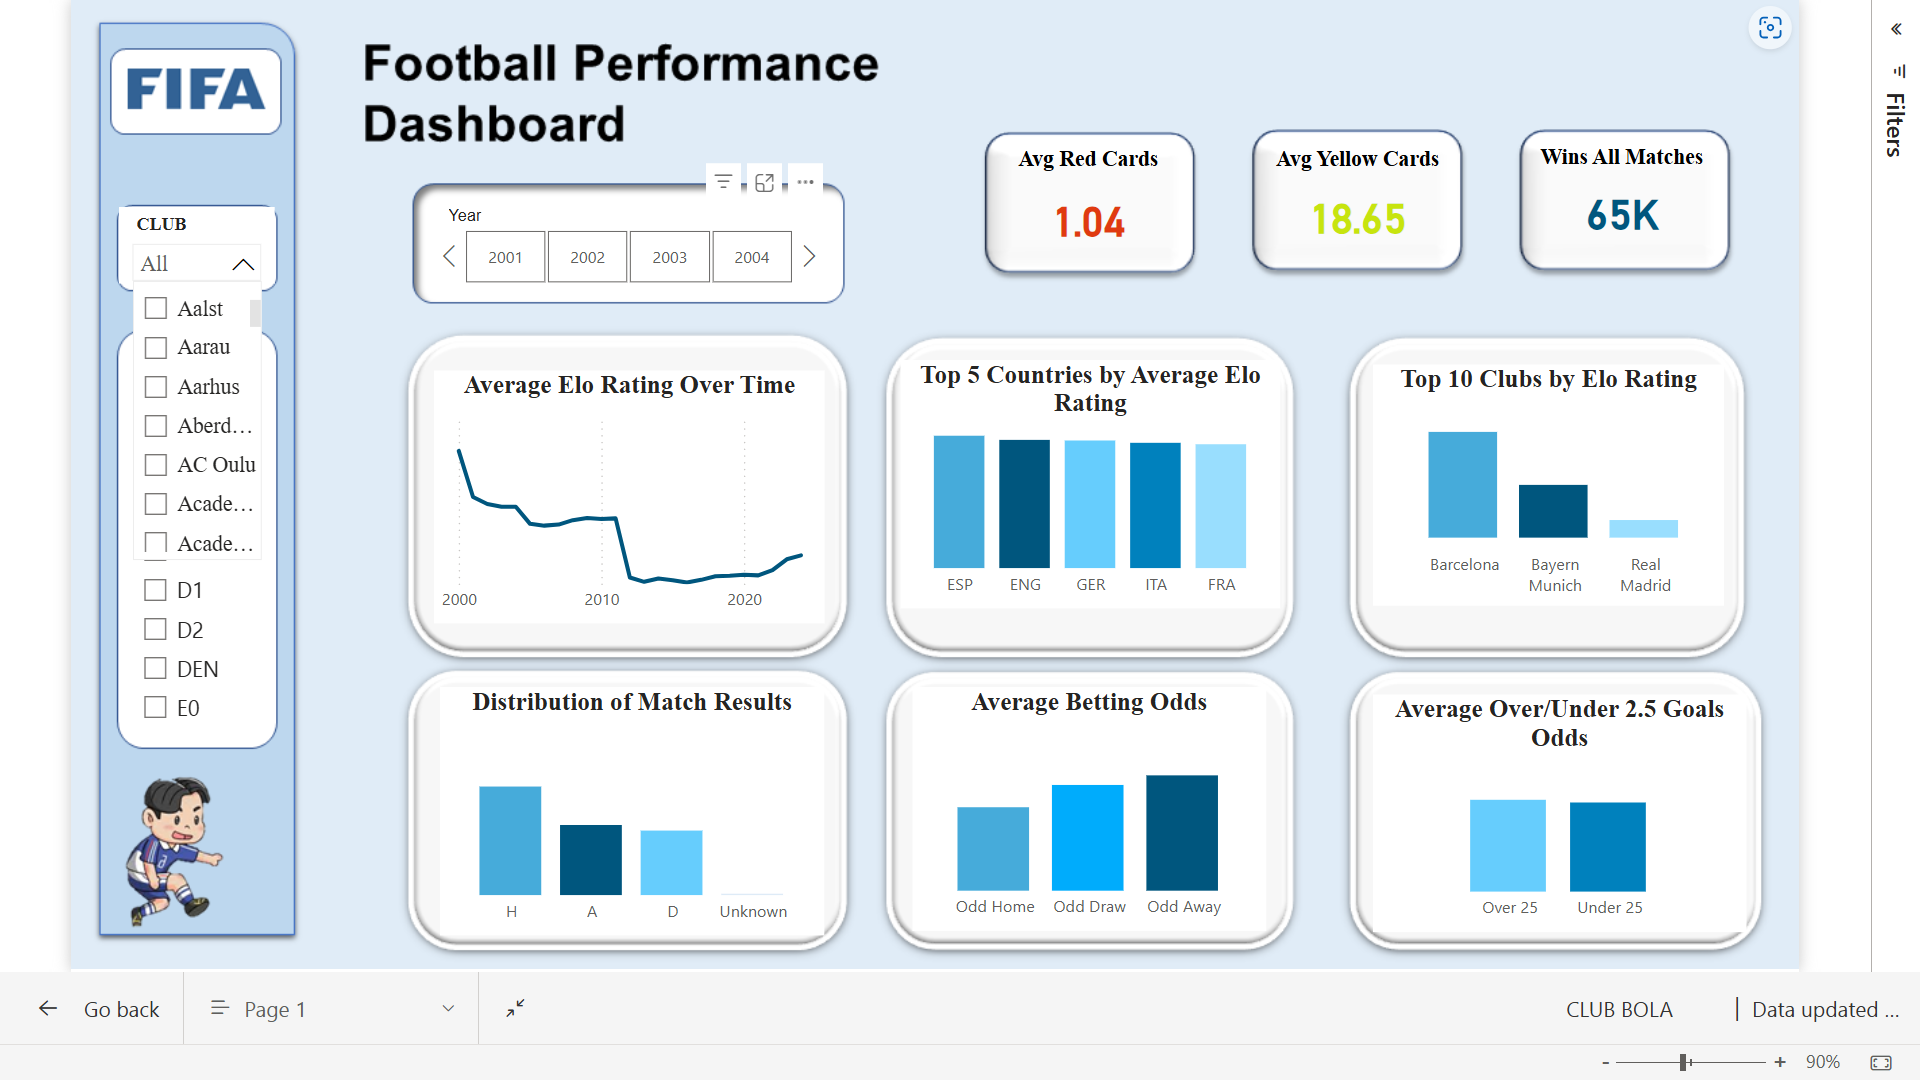 FIFA
Football Performance
Dashboard
Filters
CLUB
All
Aalst
Aarau
Aarhus
Aberd...
AC Oulu
Acade...
Acade...
D1
D2
DEN
E0
Year
2001
2002
2003
2004
Avg Red Cards
1.04
Avg Yellow Cards
18.65
Wins All Matches
65K
Average Elo Rating Over Time
2000
2010
2020
Top 5 Countries by Average Elo
Rating
ESP
ENG
GER
ITA
FRA
Top 10 Clubs by Elo Rating
Barcelona
Bayern
Munich
Real
Madrid
Distribution of Match Results
H
A
D
Unknown
Average Betting Odds
Odd Home
Odd Draw
Odd Away
Average Over/Under 2.5 Goals
Odds
Over 25
Under 25
Go back
Page 1
CLUB BOLA
| Data updated ...
- + 90%